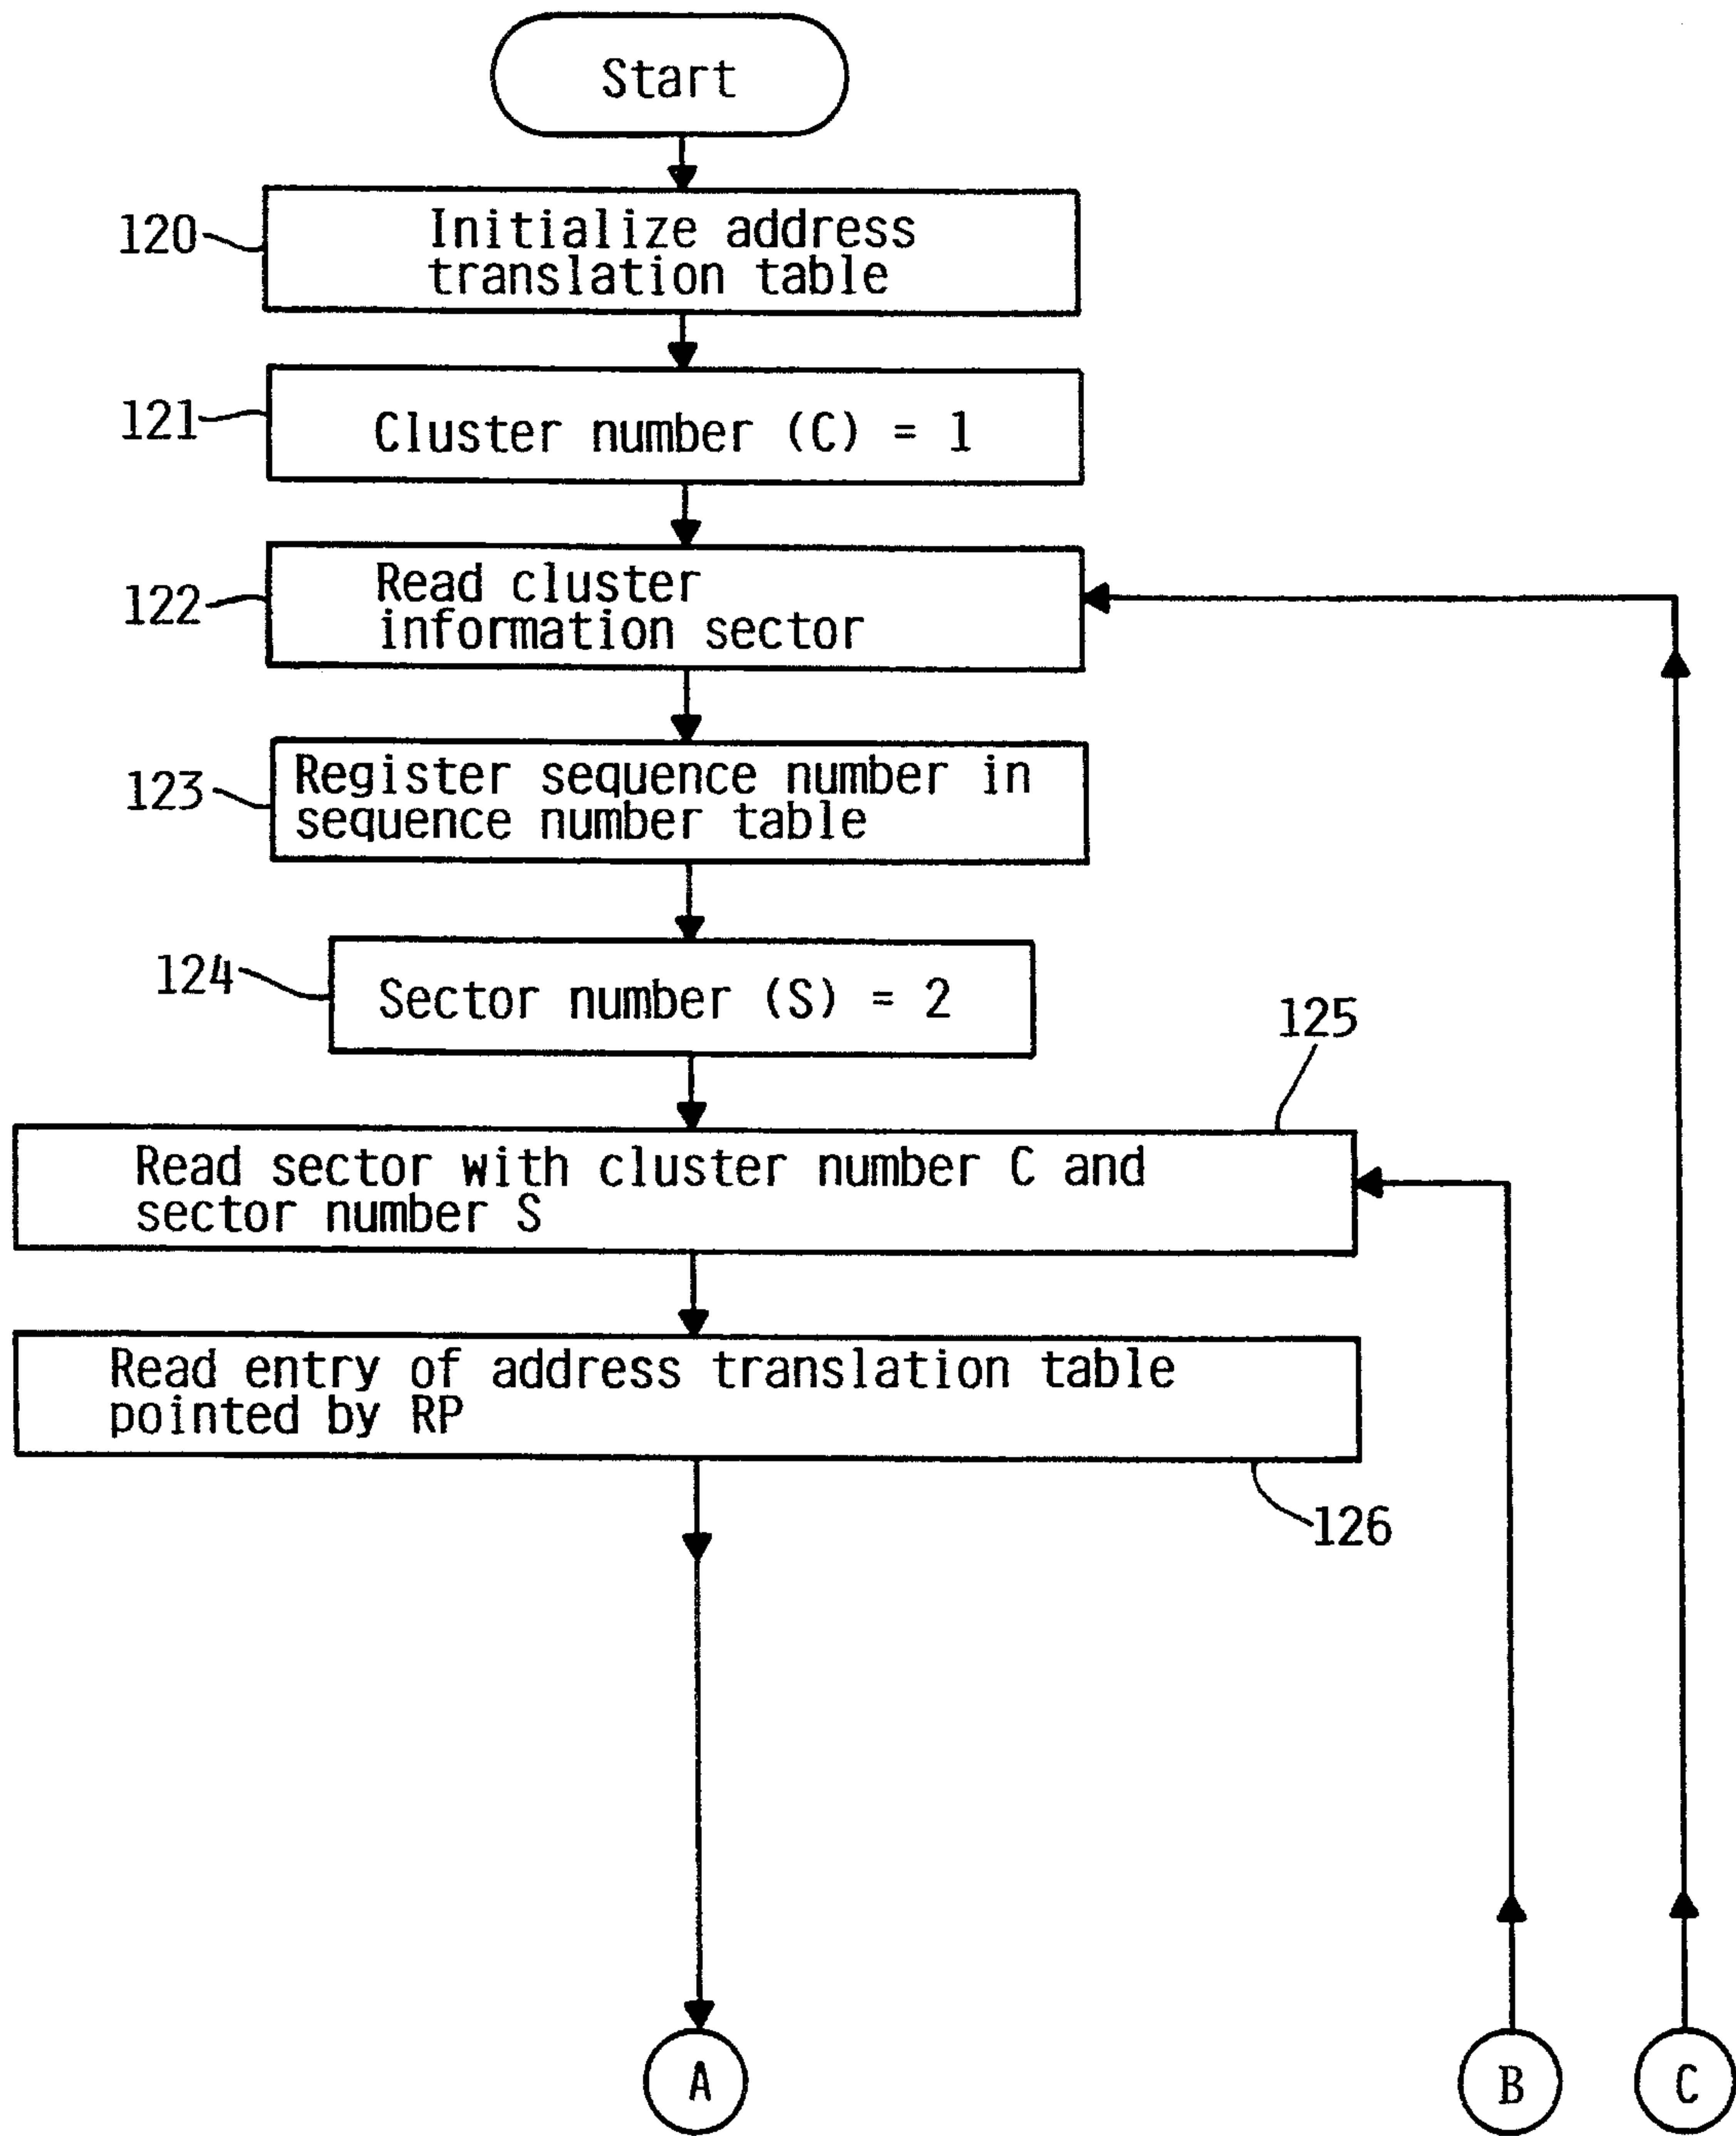 Start
120
Initialize address
translation table
121
Cluster number (C) = 1
122
Read cluster
information sector
123
Register sequence number in
sequence number table
124
Sector number (S) = 2
125
Read sector with cluster number C and
sector number S
Read entry of address translation table
pointed by RP
126
A
B
C